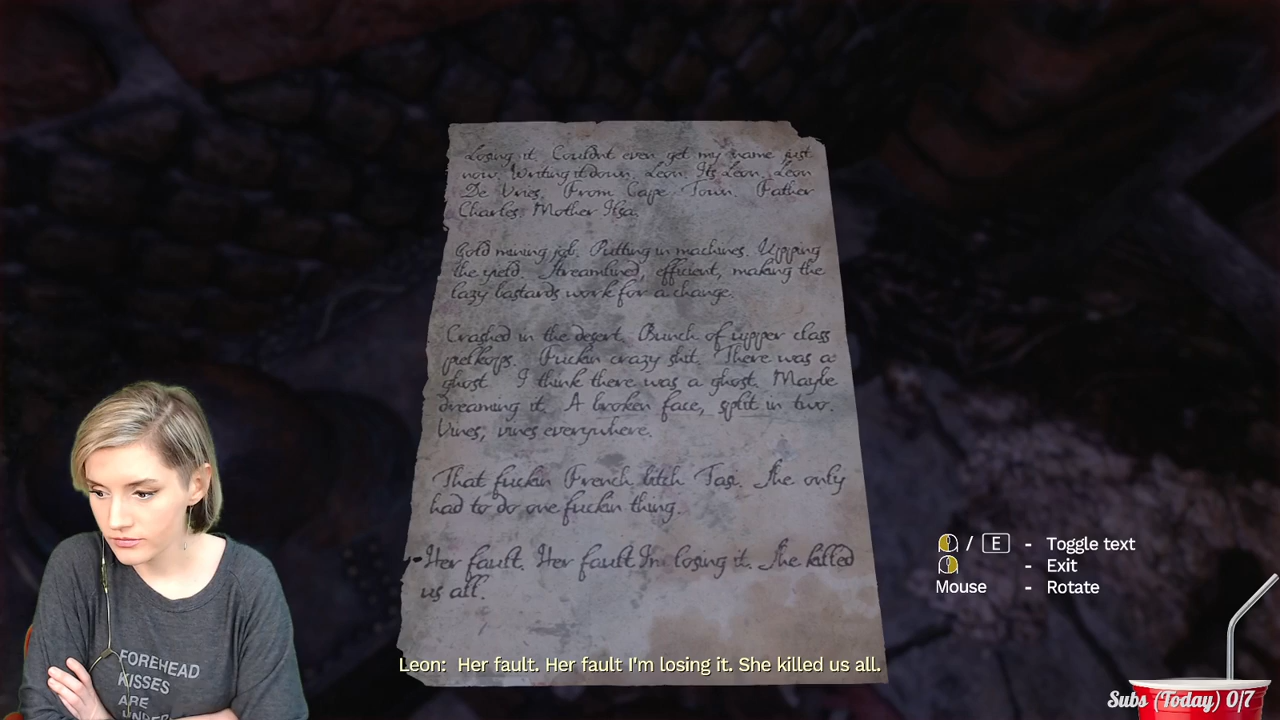 Losing it. Couldnt even get my name just
now. Writing it down. Leon. Its Leon. Leon
De Vries. From Cape Town. Father
Charles. Mother Ilsa.
Gold mining job. Putting in machines. Upping
the yield. Streamlined, efficient, making the
lazy bastards work for a change.
Crashed in the desert. Bunch of upper class
poelkops. Fuckin crazy shit. There was a
ghost. I think there was a ghost. Maybe
dreaming it. A broken face, split in two.
Vines, vines everywhere.
That fuckin French bitch Tasi. She only
had to do one fuckin thing.
Her fault. Her fault Im losing it. She killed
us all.
Leon: Her fault. Her fault I'm losing it. She killed us all.
/ E - Toggle text
- Exit
Mouse - Rotate
FOREHEAD
KISSES
ARE
UNDER
Subs (Today) 0/7